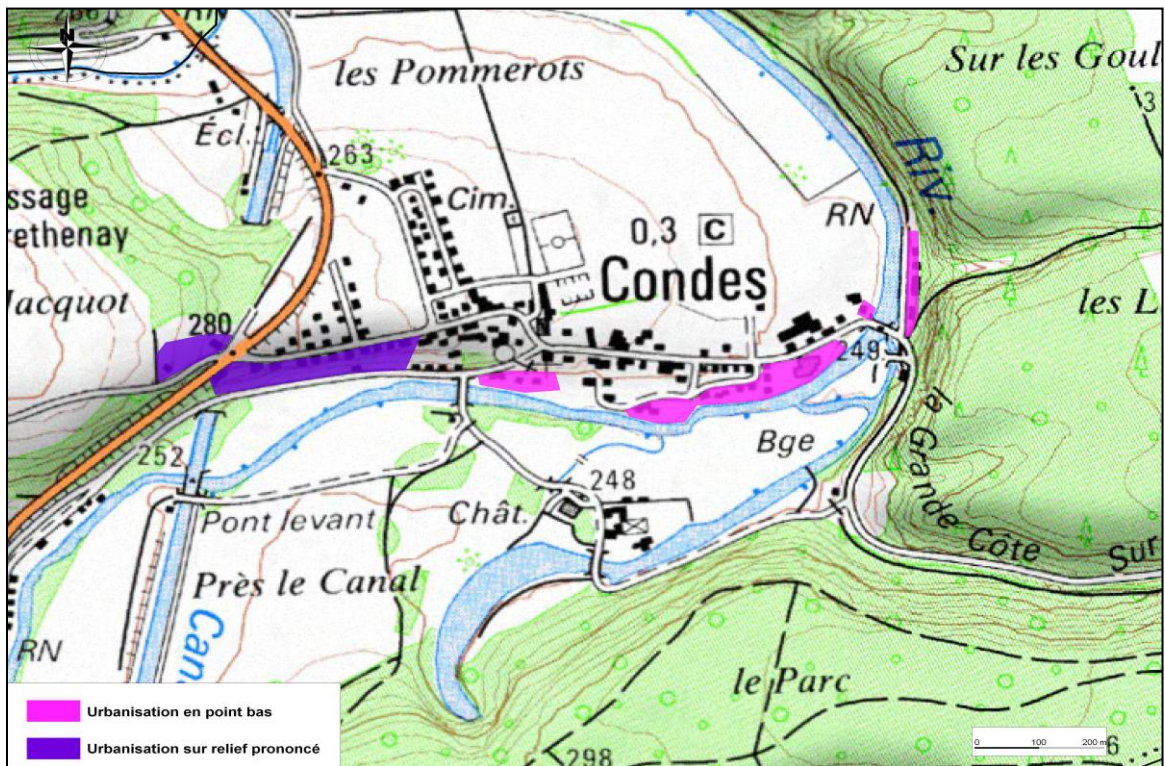 N
RN
les Pommerots
Sur les Goul
Écl.
263
3
ssage
rethenay
Cim.
Riv.
RN
0,3 C
Condes
Jacquot
les L
280
249
la Grande Côte
252
Bge
248
Pont levant
Chât.
Sur
Près le Canal
Can
RN
le Parc
298
6
Urbanisation en point bas
Urbanisation sur relief prononcé
0 100 200 m